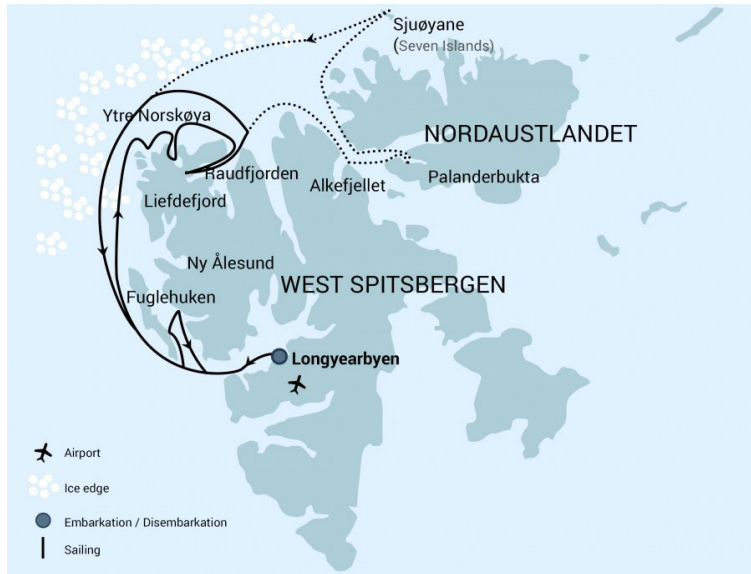 Sjuøyane
(Seven Islands)
Ytre Norskøya
NORDAUSTLANDET
Raudfjorden
Alkefjellet
Palanderbukta
Liefdefjord
Ny Ålesund
WEST SPITSBERGEN
Fuglehuken
Longyearbyen
Airport
Ice edge
Embarkation / Disembarkation
Sailing